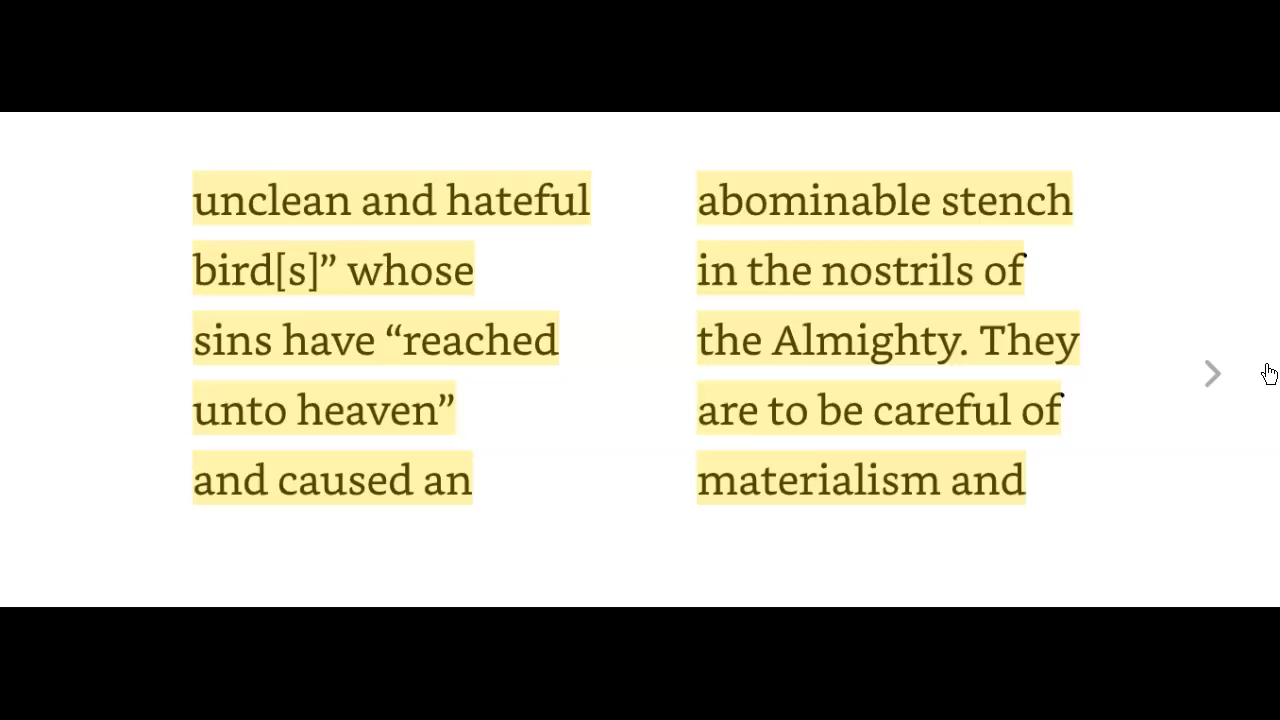 unclean and hateful
bird[s]” whose
sins have “reached
unto heaven”
and caused an
abominable stench
in the nostrils of
the Almighty. They
are to be careful of
materialism and